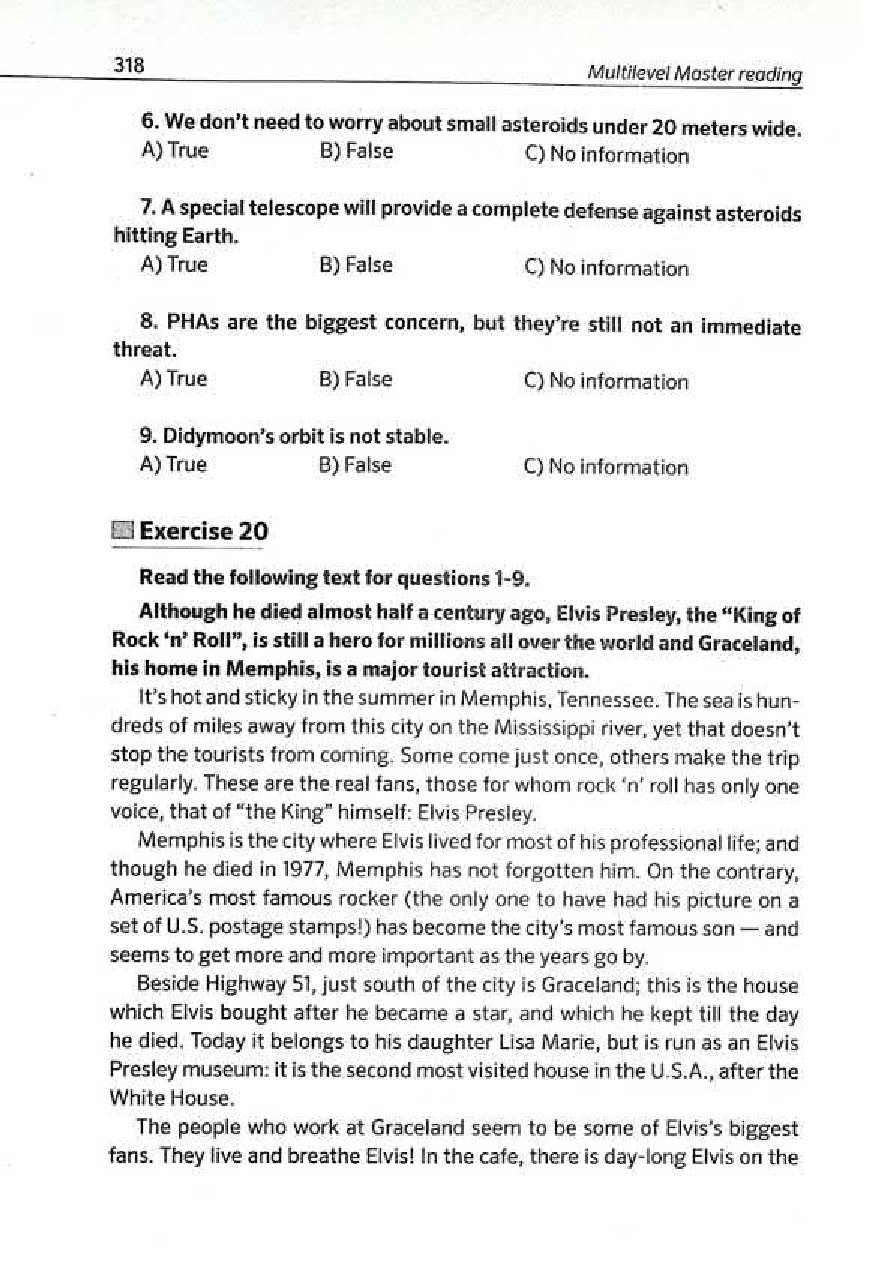 318
Multilevel Master reading
6. We don't need to worry about small asteroids under 20 meters wide.
A) True B) False C) No information
7. A special telescope will provide a complete defense against asteroids
hitting Earth.
A) True B) False C) No information
8. PHAs are the biggest concern, but they're still not an immediate
threat.
A) True B) False C) No information
9. Didymoon's orbit is not stable.
A) True B) False C) No information
Exercise 20
Read the following text for questions 1-9.
Although he died almost half a century ago, Elvis Presley, the "King of
Rock 'n' Roll", is still a hero for millions all over the world and Graceland,
his home in Memphis, is a major tourist attraction.
It's hot and sticky in the summer in Memphis, Tennessee. The sea is hun-
dreds of miles away from this city on the Mississippi river, yet that doesn't
stop the tourists from coming. Some come just once, others make the trip
regularly. These are the real fans, those for whom rock 'n' roll has only one
voice, that of "the King" himself: Elvis Presley.
Memphis is the city where Elvis lived for most of his professional life; and
though he died in 1977, Memphis has not forgotten him. On the contrary,
America's most famous rocker (the only one to have had his picture on a
set of U.S. postage stamps!) has become the city's most famous son — and
seems to get more and more important as the years go by.
Beside Highway 51, just south of the city is Graceland; this is the house
which Elvis bought after he became a star, and which he kept till the day
he died. Today it belongs to his daughter Lisa Marie, but is run as an Elvis
Presley museum: it is the second most visited house in the U.S.A., after the
White House.
The people who work at Graceland seem to be some of Elvis's biggest
fans. They live and breathe Elvis! In the cafe, there is day-long Elvis on the